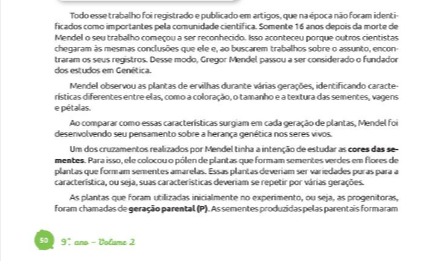 Todo esse trabalho foi registrado e publicado em artigos, que na época não foram identi-
ficados como importantes pela comunidade científica. Somente 16 anos depois da morte de
Mendel o seu trabalho começou a ser reconhecido. Isso aconteceu porque outros cientistas
chegaram às mesmas conclusões que ele e, ao buscarem trabalhos sobre o assunto, encon-
traram os seus registros. Desse modo, Gregor Mendel passou a ser considerado o fundador
dos estudos em Genética.
Mendel observou as plantas de ervilhas durante várias gerações, identificando caracte-
rísticas diferentes entre elas, como a coloração, o tamanho e a textura das sementes, vagens
e pétalas.
Ao comparar como essas características surgiam em cada geração de plantas, Mendel foi
desenvolvendo seu pensamento sobre a herança genética nos seres vivos.
Um dos cruzamentos realizados por Mendel tinha a intenção de estudar as cores das se-
mentes. Para isso, ele colocou o pólen de plantas que formam sementes verdes em flores de
plantas que formam sementes amarelas. Essas plantas deveriam ser variedades puras para a
característica, ou seja, suas características deveriam se repetir por várias gerações.
As plantas que foram utilizadas inicialmente no experimento, ou seja, as progenitoras,
foram chamadas de geração parental (P). As sementes produzidas pelas parentais formaram
50 9º. ano – Volume 2